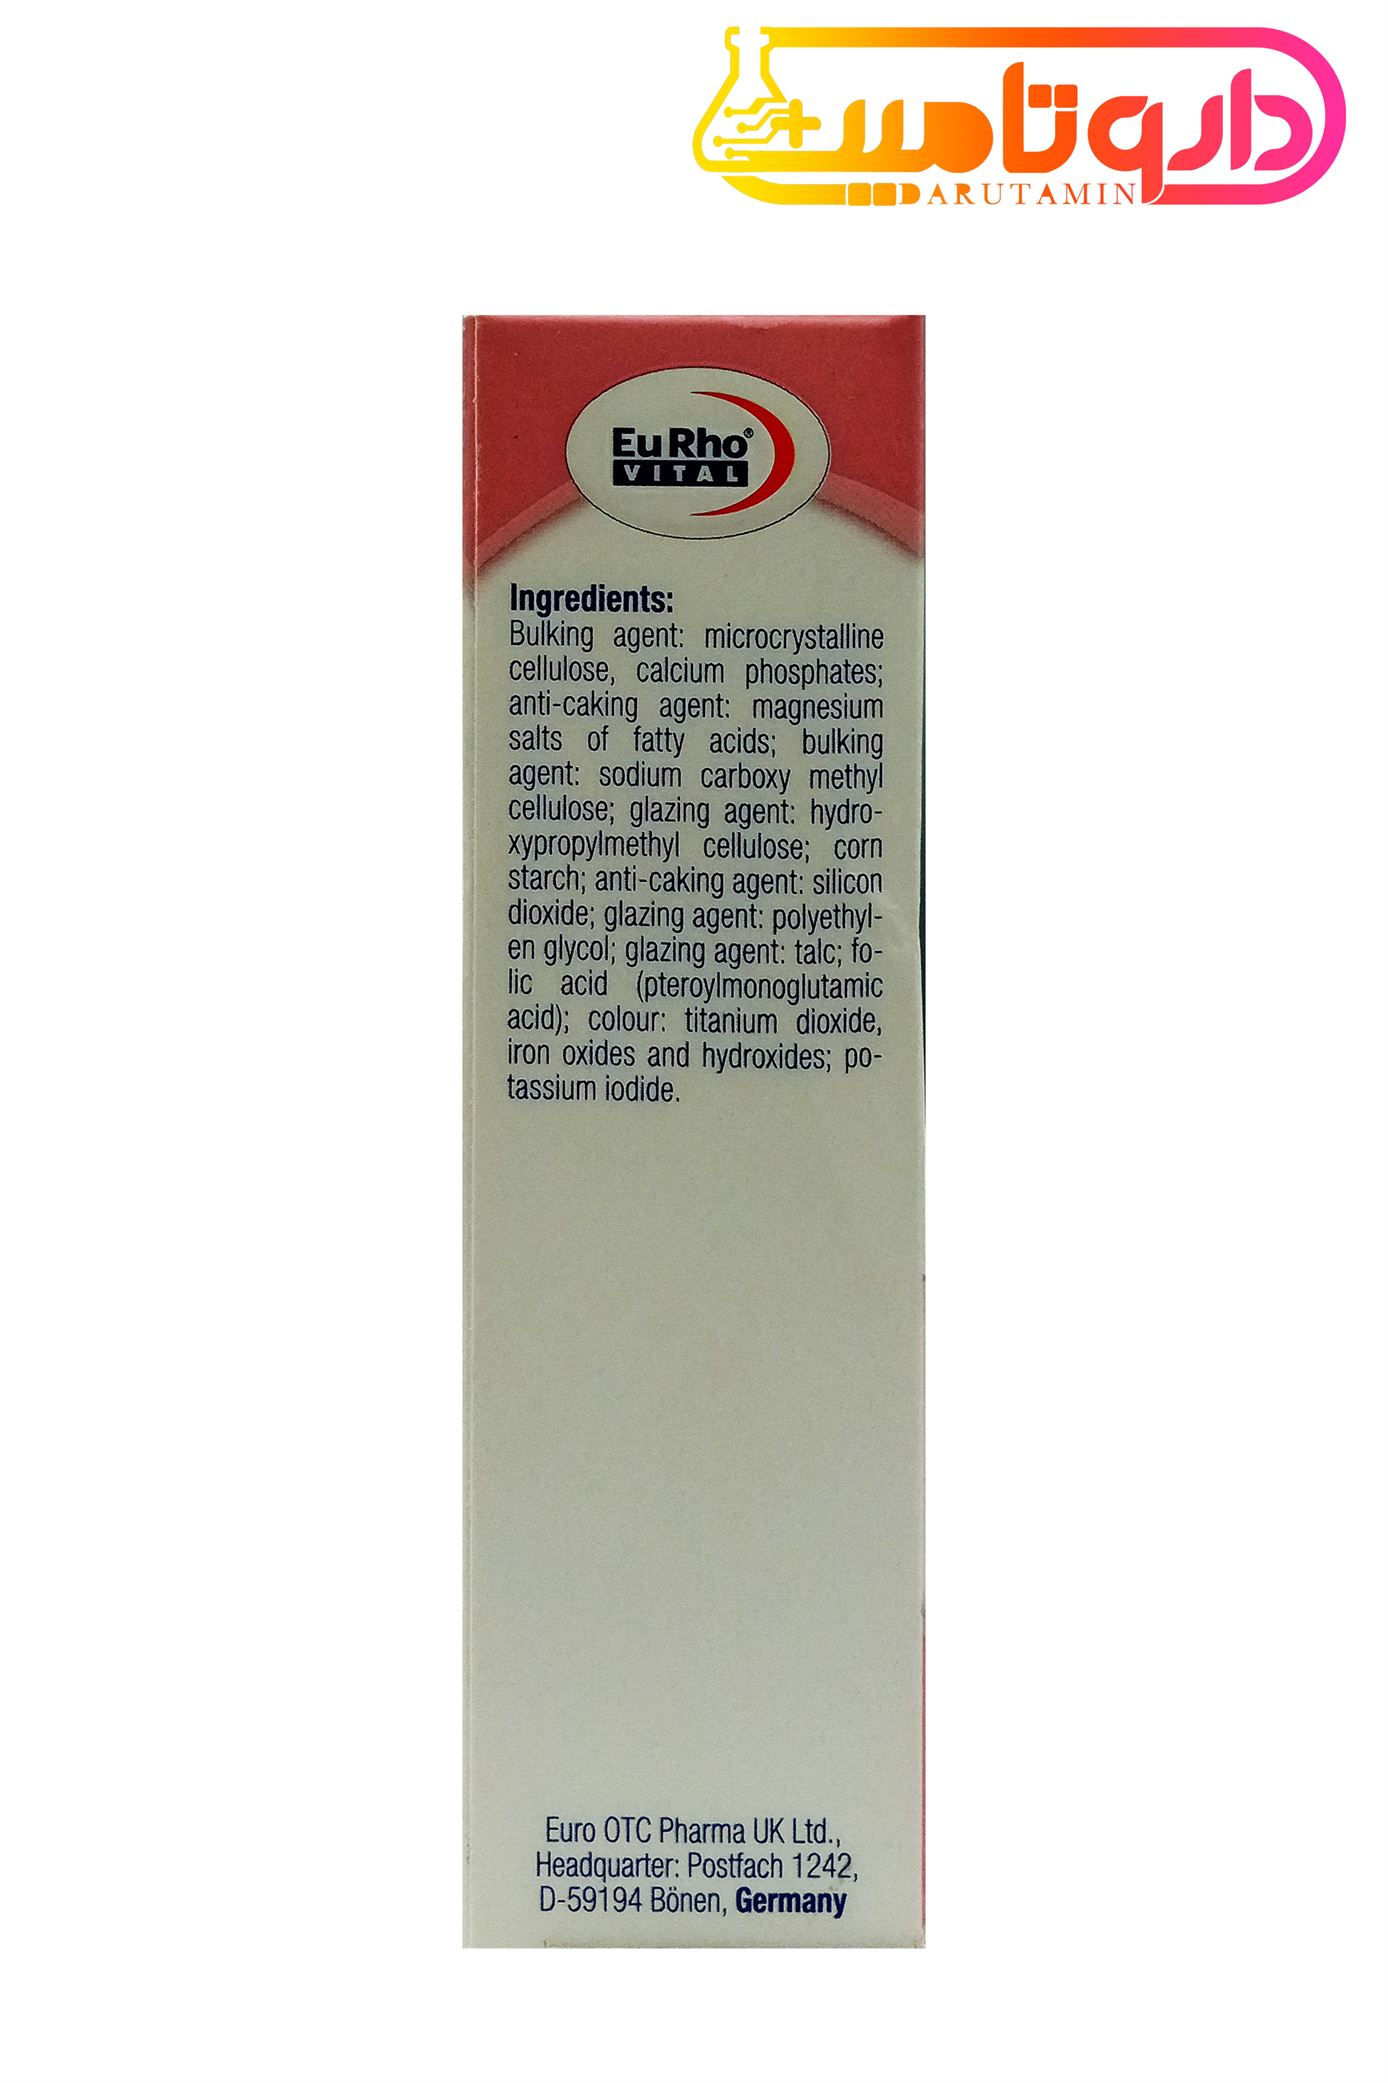 داروتامین
DARUTAMIN
EuRho®
VITAL
Ingredients:
Bulking agent: microcrystalline
cellulose, calcium phosphates;
anti-caking agent: magnesium
salts of fatty acids; bulking
agent: sodium carboxy methyl
cellulose; glazing agent: hydro-
xypropylmethyl cellulose; corn
starch; anti-caking agent: silicon
dioxide; glazing agent: polyethyl-
en glycol; glazing agent: talc; fo-
lic acid (pteroylmonoglutamic
acid); colour: titanium dioxide,
iron oxides and hydroxides; po-
tassium iodide.
Euro OTC Pharma UK Ltd.,
Headquarter: Postfach 1242,
D-59194 Bönen, Germany